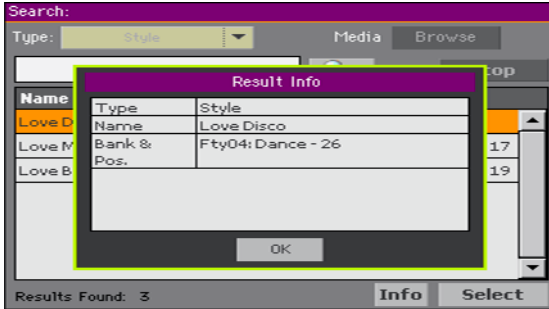 Search:
Type: Style Media Browse
op
Result Info
Name
Type Style
Love D
Name Love Disco
Love M
Bank & Fty04: Dance - 26
17
Pos.
Love B
19
OK
Results Found: 3 Info Select